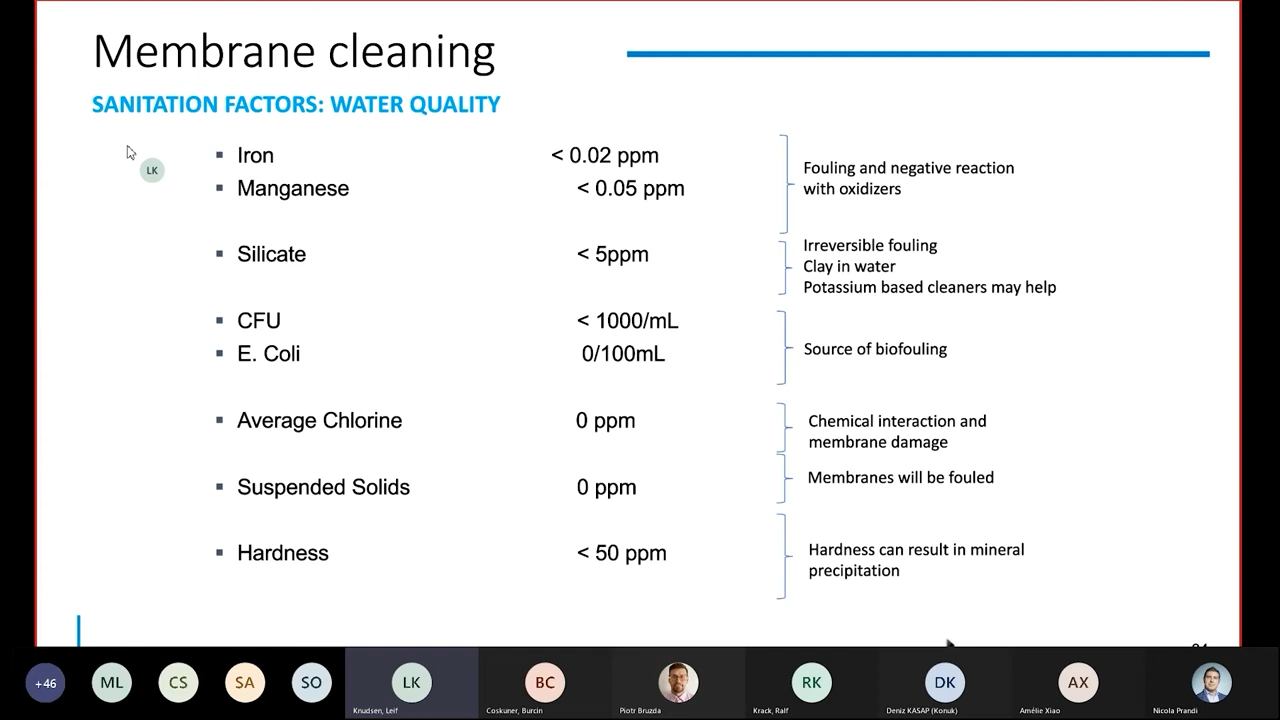 Membrane cleaning
SANITATION FACTORS: WATER QUALITY
LK
▪ Iron < 0.02 ppm
▪ Manganese < 0.05 ppm
Fouling and negative reaction
with oxidizers
▪ Silicate < 5ppm
Irreversible fouling
Clay in water
Potassium based cleaners may help
▪ CFU < 1000/mL
▪ E. Coli 0/100mL
Source of biofouling
▪ Average Chlorine 0 ppm
Chemical interaction and
membrane damage
▪ Suspended Solids 0 ppm
Membranes will be fouled
▪ Hardness < 50 ppm
Hardness can result in mineral
precipitation
+46 ML CS SA SO LK BC RK DK AX
Knudsen, Leif Coskuner, Burcin Piotr Bruzda Krack, Ralf Deniz KASAP (Konuk) Amélie Xiao Nicola Prandi